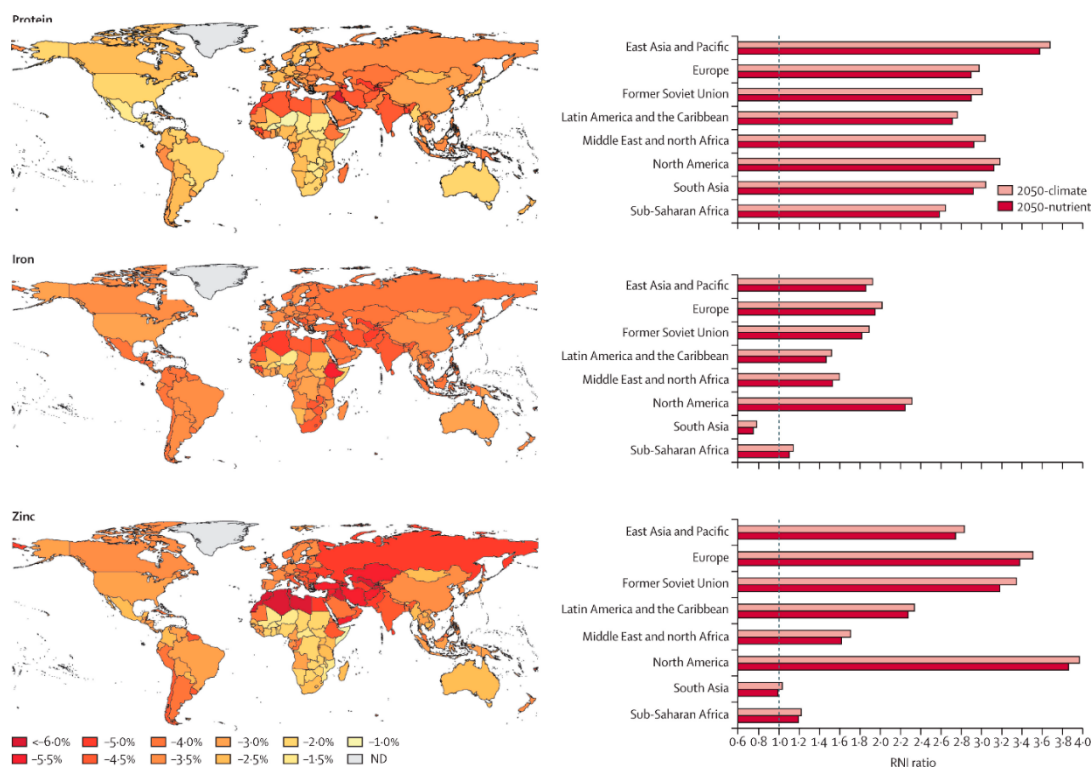 Protein
East Asia and Pacific
Europe
Former Soviet Union
Latin America and the Caribbean
Middle East and north Africa
North America
South Asia
Sub-Saharan Africa
2050-climate
2050-nutrient
Iron
East Asia and Pacific
Europe
Former Soviet Union
Latin America and the Caribbean
Middle East and north Africa
North America
South Asia
Sub-Saharan Africa
Zinc
East Asia and Pacific
Europe
Former Soviet Union
Latin America and the Caribbean
Middle East and north Africa
North America
South Asia
Sub-Saharan Africa
0·6 0·8 1·1 1·2 1·4 1·6 1·8 2·0 2·2 2·4 2·6 2·8 3·0 3·2 3·4 3·6 3·8 4·0
RNI ratio
<–6·0% –5·0% –4·0% –3·0% –2·0% –1·0%
–5·5% –4·5% –3·5% –2·5% –1·5% ND